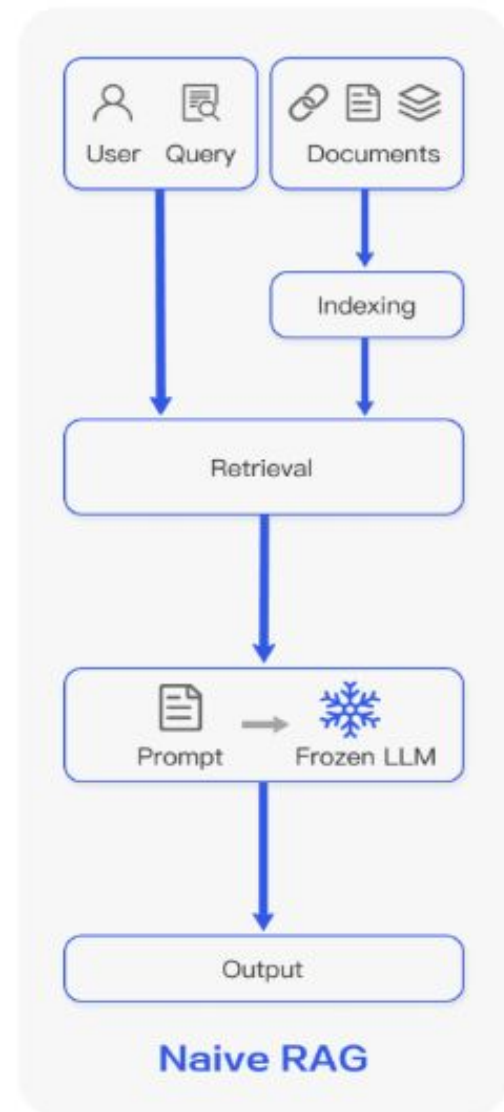 User Query
Documents
Indexing
Retrieval
Prompt
Frozen LLM
Output
Naive RAG